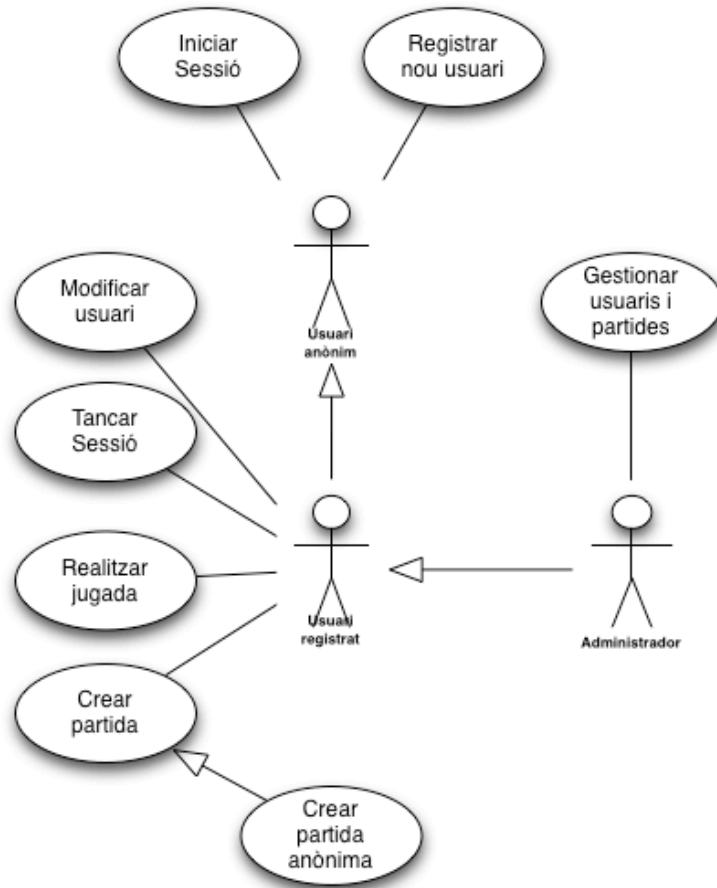 Iniciar
Sessió
Registrar
nou usuari
Modificar
usuari
Usuari
anònim
Gestionar
usuaris i
partides
Tancar
Sessió
Realitzar
jugada
Usuari
registrat
Administrador
Crear
partida
Crear
partida
anònima